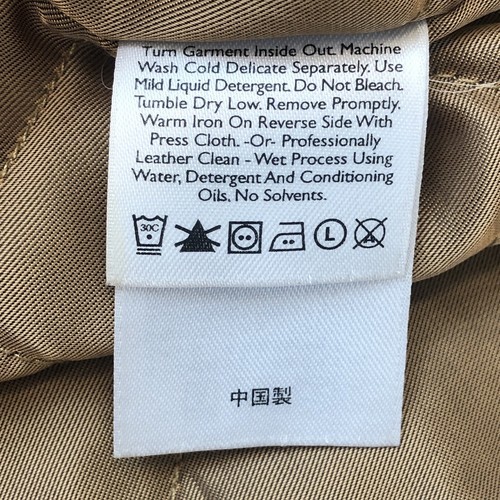 Turn Garment Inside Out. Machine
Wash Cold Delicate Separately. Use
Mild Liquid Detergent. Do Not Bleach.
Tumble Dry Low. Remove Promptly.
Warm Iron On Reverse Side With
Press Cloth. -Or- Professionally
Leather Clean - Wet Process Using
Water, Detergent And Conditioning
Oils, No Solvents.
30C L A
中国製